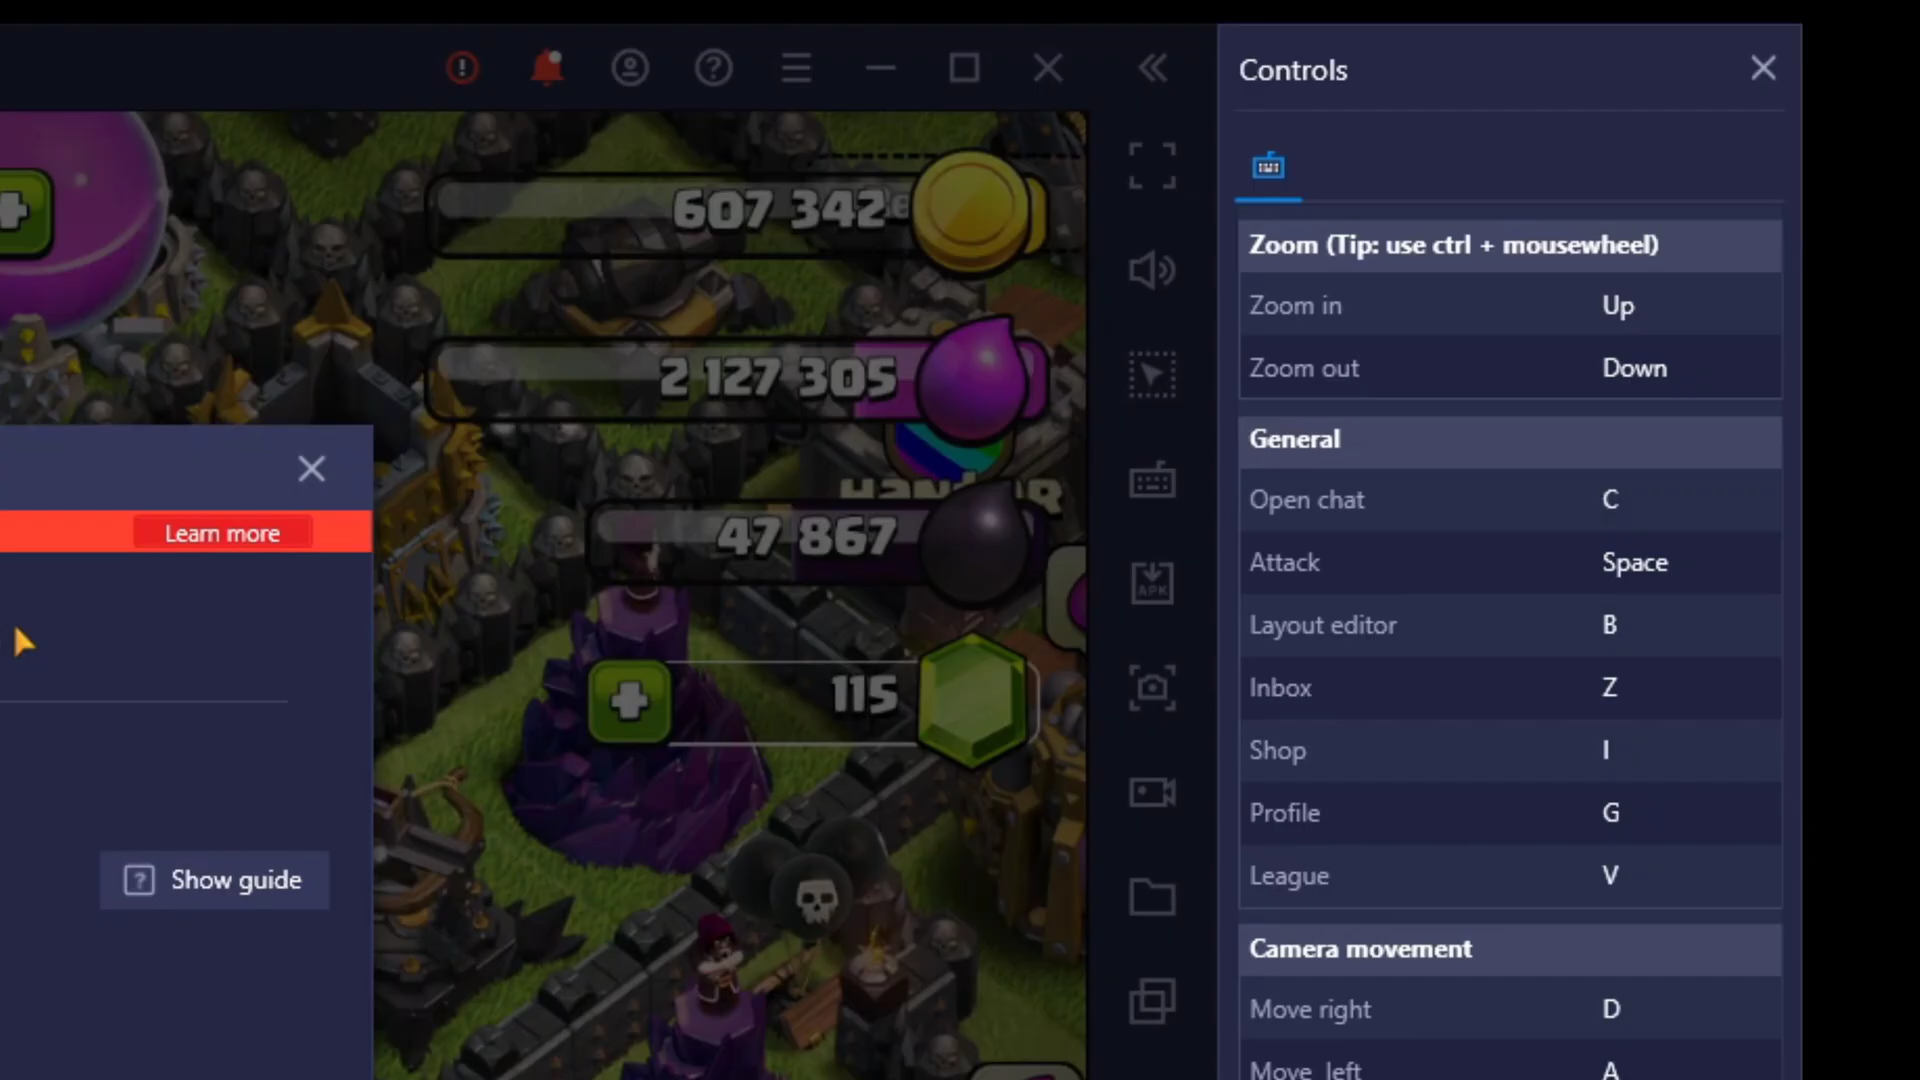 Controls
607 342
2 127 305
47 867
115
Learn more
Show guide
APK
Zoom (Tip: use ctrl + mousewheel)
Zoom in Up
Zoom out Down
General
Open chat C
Attack Space
Layout editor B
Inbox Z
Shop I
Profile G
League V
Camera movement
Move right D
Move left A